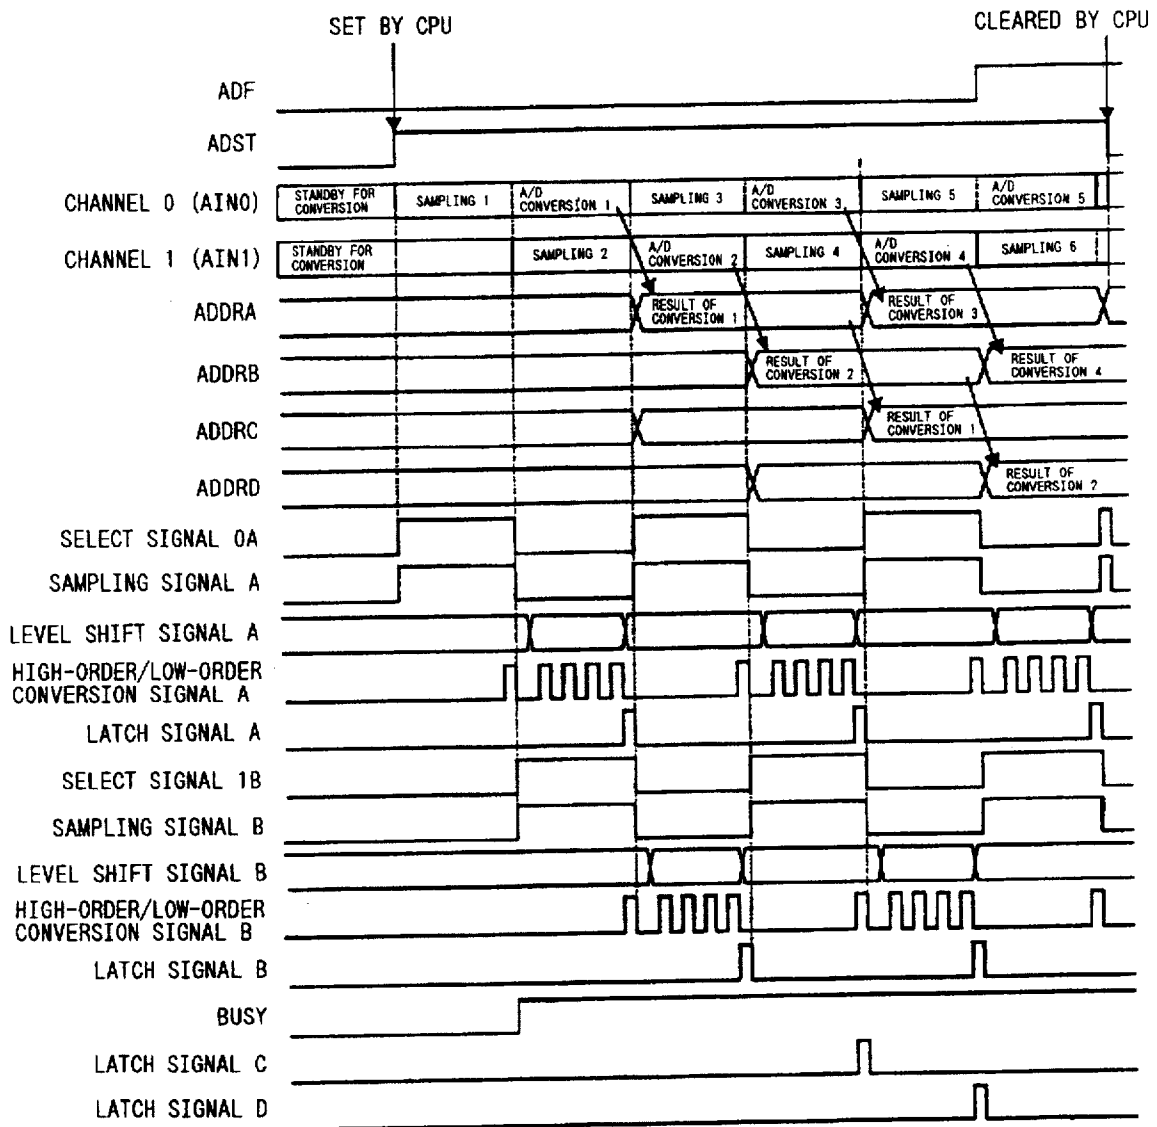 SET BY CPU
CLEARED BY CPU
ADF
ADST
CHANNEL 0 (AIN0)
STANDBY FOR
CONVERSION
SAMPLING 1
A/D
CONVERSION 1
SAMPLING 3
A/D
CONVERSION 3
SAMPLING 5
A/D
CONVERSION 5
CHANNEL 1 (AIN1)
STANDBY FOR
CONVERSION
SAMPLING 2
A/D
CONVERSION 2
SAMPLING 4
A/D
CONVERSION 4
SAMPLING 6
ADDRA
RESULT OF
CONVERSION 1
RESULT OF
CONVERSION 3
ADDRB
RESULT OF
CONVERSION 2
RESULT OF
CONVERSION 4
ADDRC
RESULT OF
CONVERSION 1
ADDRD
RESULT OF
CONVERSION 2
SELECT SIGNAL 0A
SAMPLING SIGNAL A
LEVEL SHIFT SIGNAL A
HIGH-ORDER/LOW-ORDER
CONVERSION SIGNAL A
LATCH SIGNAL A
SELECT SIGNAL 1B
SAMPLING SIGNAL B
LEVEL SHIFT SIGNAL B
HIGH-ORDER/LOW-ORDER
CONVERSION SIGNAL B
LATCH SIGNAL B
BUSY
LATCH SIGNAL C
LATCH SIGNAL D